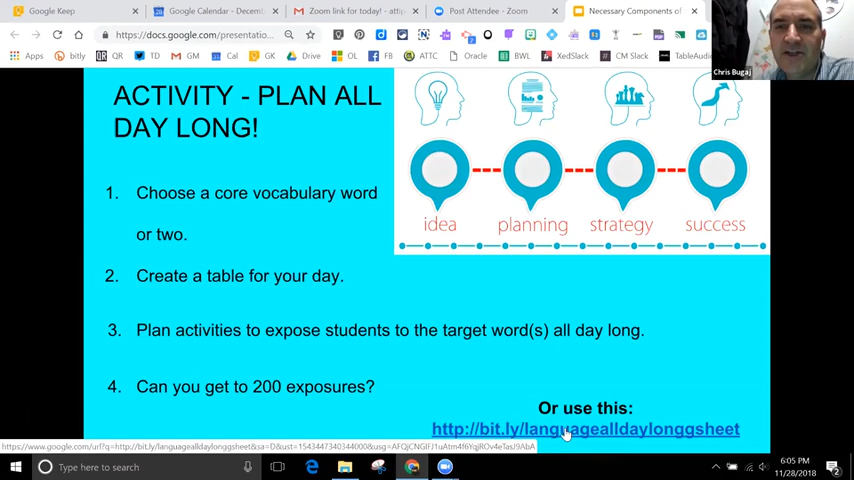 Google Keep
Google Calendar - Decemb
Zoom link for today! - atti
Post Attendee - Zoom
Necessary Components of
https://docs.google.com/presentatio...
Apps
QR
TD
GM
Cal
GK
Drive
OL
FB
ATTC
Oracle
BWL
XedSlack
CM Slack
TableAudio
Chris Bugaj
ACTIVITY - PLAN ALL
DAY LONG!
idea
planning
strategy
success
1. Choose a core vocabulary word
or two.
2. Create a table for your day.
3. Plan activities to expose students to the target word(s) all day long.
4. Can you get to 200 exposures?
Or use this:
http://bit.ly/languagealldaylonggsheet
Type here to search
6:05 PM
11/28/2018
2